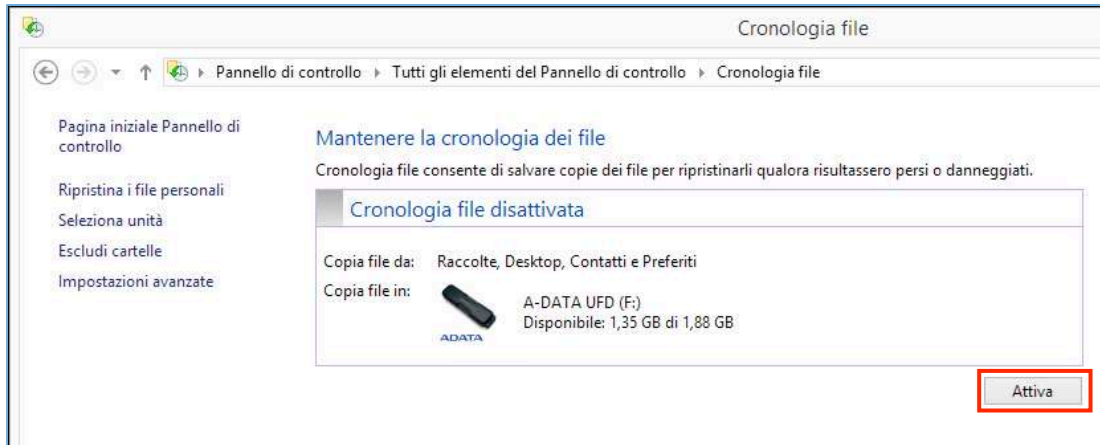 Cronologia file
Pannello di controllo Tutti gli elementi del Pannello di controllo Cronologia file
Pagina iniziale Pannello di
controllo
Ripristina i file personali
Seleziona unità
Escludi cartelle
Impostazioni avanzate
Mantenere la cronologia dei file
Cronologia file consente di salvare copie dei file per ripristinarli qualora risultassero persi o danneggiati.
Cronologia file disattivata
Copia file da: Raccolte, Desktop, Contatti e Preferiti
Copia file in:
ADATA
A-DATA UFD (F:)
Disponibile: 1,35 GB di 1,88 GB
Attiva